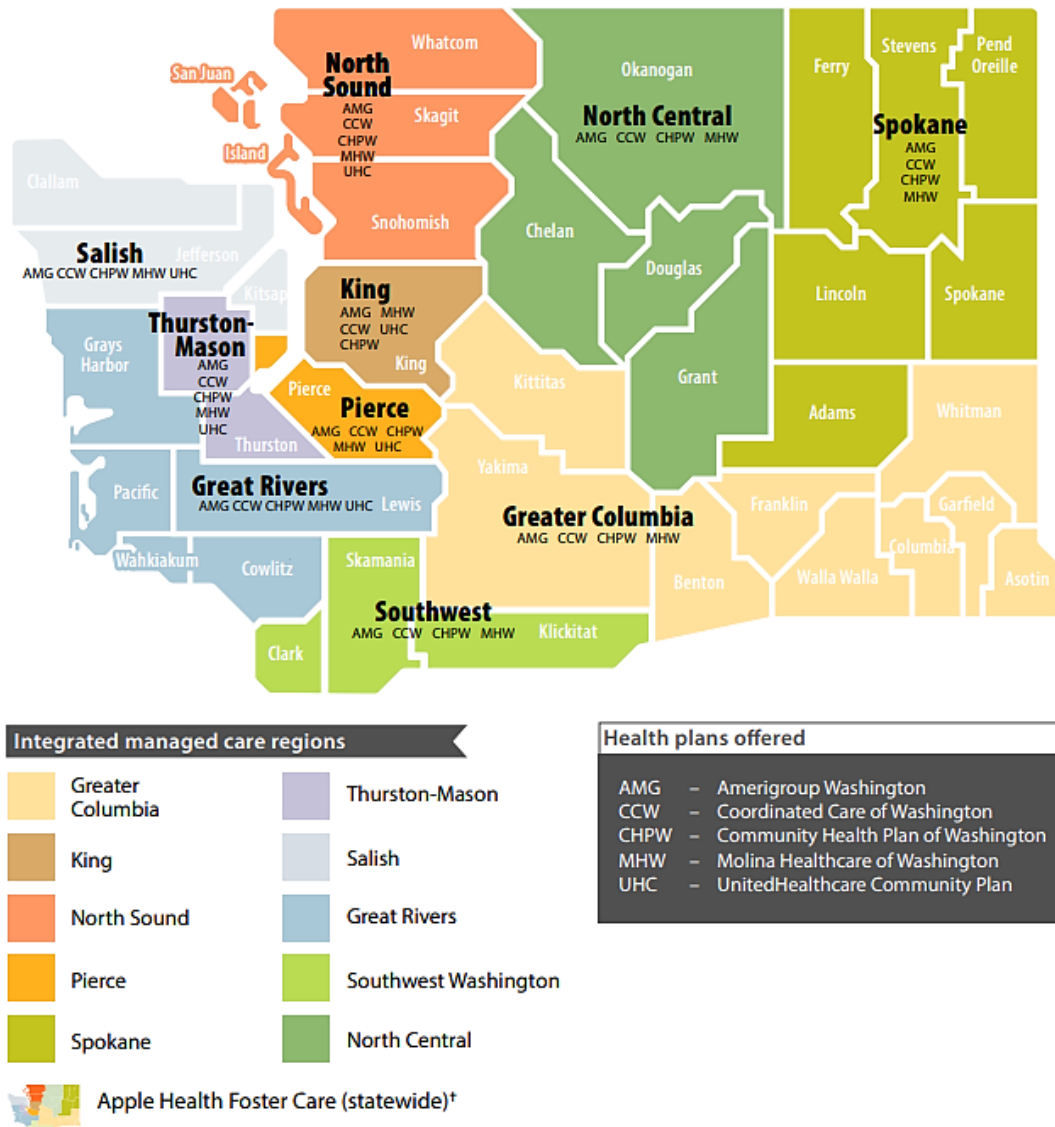 Whatcom
San Juan
North
Sound
AMG
CCW
CHPW
MHW
UHC
Skagit
Island
Snohomish
Okanogan
North Central
AMG CCW CHPW MHW
Chelan
Douglas
Grant
Ferry
Stevens
Pend
Oreille
Spokane
AMG
CCW
CHPW
MHW
Lincoln
Spokane
Adams
Whitman
Clallam
Salish
Jefferson
AMG CCW CHPW MHW UHC
Kitsap
King
AMG MHW
CCW UHC
CHPW
King
Thurston-
Mason
AMG
CCW
CHPW
MHW
UHC
Thurston
Grays
Harbor
Pierce
Pierce
AMG CCW CHPW
MHW UHC
Kittitas
Yakima
Pacific
Great Rivers
AMG CCW CHPW MHW UHC
Lewis
Wahkiakum
Cowlitz
Greater Columbia
AMG CCW CHPW MHW
Franklin
Garfield
Columbia
Benton
Walla Walla
Asotin
Skamania
Southwest
AMG CCW CHPW MHW
Klickitat
Clark
Integrated managed care regions
Greater
Columbia
King
North Sound
Pierce
Spokane
Thurston-Mason
Salish
Great Rivers
Southwest Washington
North Central
Apple Health Foster Care (statewide)†
Health plans offered
AMG – Amerigroup Washington
CCW – Coordinated Care of Washington
CHPW – Community Health Plan of Washington
MHW – Molina Healthcare of Washington
UHC – UnitedHealthcare Community Plan